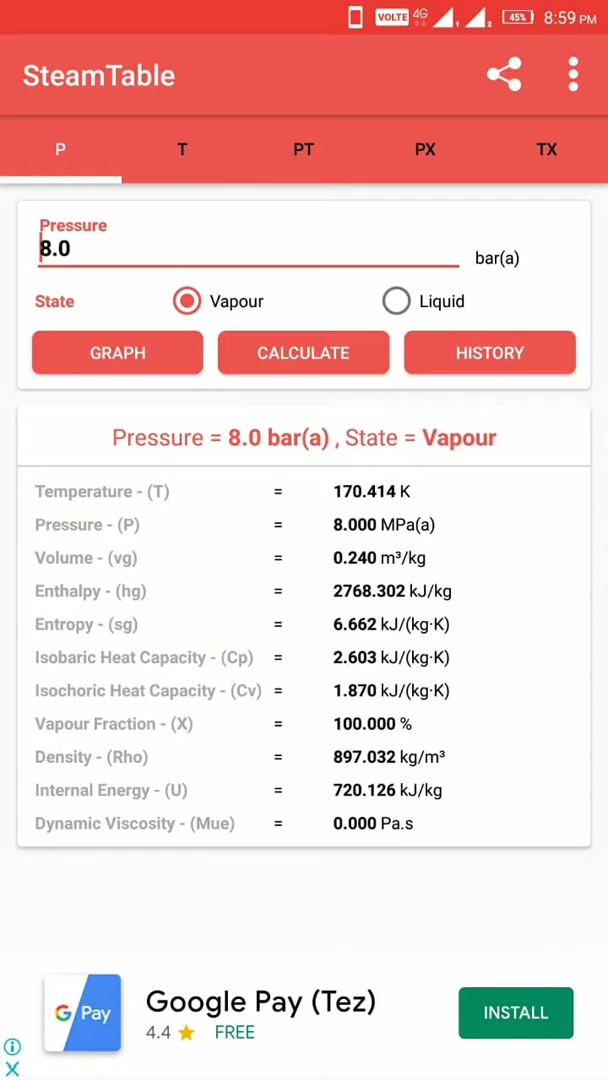 VOLTE 4G 1 2 45% 8:59 PM
SteamTable
P T PT PX TX
Pressure
8.0 bar(a)
State Vapour Liquid
GRAPH CALCULATE HISTORY
Pressure = 8.0 bar(a) , State = Vapour
Temperature - (T) = 170.414 K
Pressure - (P) = 8.000 MPa(a)
Volume - (vg) = 0.240 m³/kg
Enthalpy - (hg) = 2768.302 kJ/kg
Entropy - (sg) = 6.662 kJ/(kg·K)
Isobaric Heat Capacity - (Cp) = 2.603 kJ/(kg·K)
Isochoric Heat Capacity - (Cv) = 1.870 kJ/(kg·K)
Vapour Fraction - (X) = 100.000 %
Density - (Rho) = 897.032 kg/m³
Internal Energy - (U) = 720.126 kJ/kg
Dynamic Viscosity - (Mue) = 0.000 Pa.s
G Pay
Google Pay (Tez)
4.4 ★ FREE
INSTALL